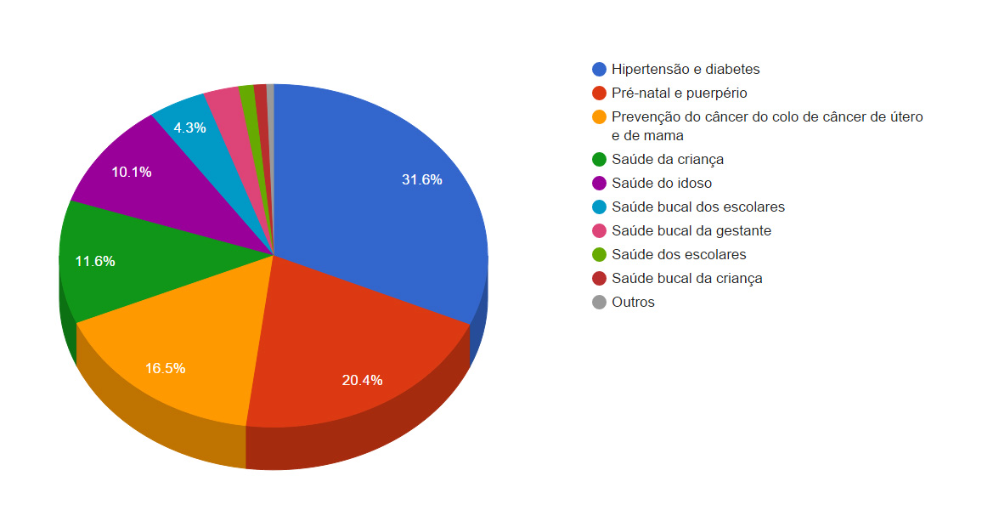 4.3%
10.1%
31.6%
11.6%
16.5%
20.4%
Hipertensão e diabetes
Pré-natal e puerpério
Prevenção do câncer do colo de câncer de útero
e de mama
Saúde da criança
Saúde do idoso
Saúde bucal dos escolares
Saúde bucal da gestante
Saúde dos escolares
Saúde bucal da criança
Outros